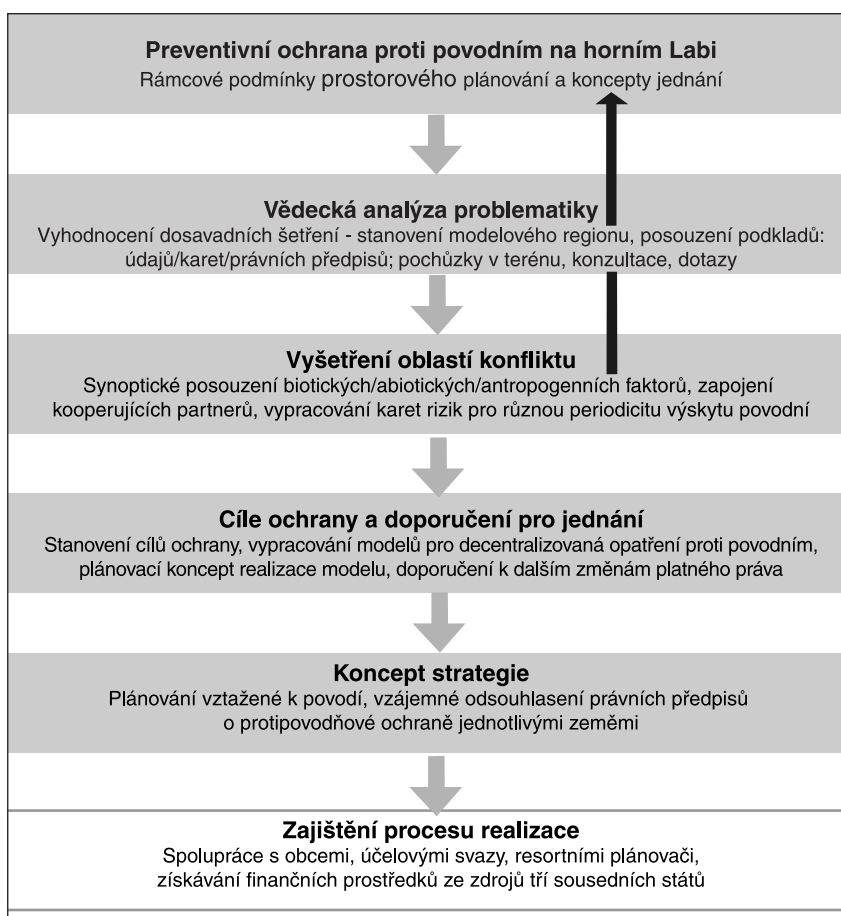 Preventivní ochrana proti povodním na horním Labi
Rámcové podmínky prostorového plánování a koncepty jednání
Vědecká analýza problematiky
Vyhodnocení dosavadních šetření - stanovení modelového regionu, posouzení podkladů:
údajů/karet/právních předpisů; pochůzky v terénu, konzultace, dotazy
Vyšetření oblastí konfliktu
Synoptické posouzení biotických/abiotických/antropogenních faktorů, zapojení
kooperujících partnerů, vypracování karet rizik pro různou periodicitu výskytu povodní
Cíle ochrany a doporučení pro jednání
Stanovení cílů ochrany, vypracování modelů pro decentralizovaná opatření proti povodním,
plánovací koncept realizace modelu, doporučení k dalším změnám platného práva
Koncept strategie
Plánování vztažené k povodí, vzájemné odsouhlasení právních předpisů
o protipovodňové ochraně jednotlivými zeměmi
Zajištění procesu realizace
Spolupráce s obcemi, účelovými svazy, resortními plánovači,
získávání finančních prostředků ze zdrojů tří sousedních států